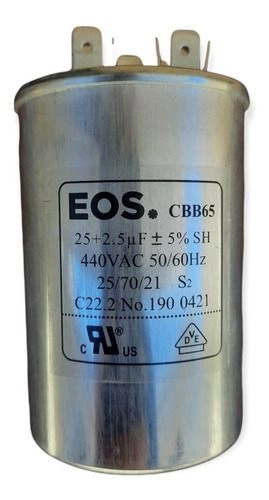 EOS. CBB65
25+2.5µF ± 5% SH
440VAC 50/60Hz
25/70/21 S₂
C22.2 No.190 0421
C UR® US
DVE